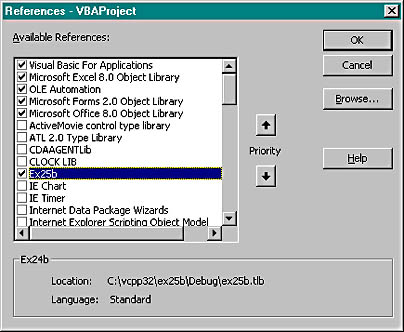 References - VBAProject
Available References:
Visual Basic For Applications
Microsoft Excel 8.0 Object Library
OLE Automation
Microsoft Forms 2.0 Object Library
Microsoft Office 8.0 Object Library
ActiveMovie control type library
ATL 2.0 Type Library
CDAAGENTLib
CLOCK LIB
Ex25b
IE Chart
IE Timer
Internet Data Package Wizards
Internet Explorer Scripting Object Model
Priority
OK
Cancel
Browse...
Help
Ex24b
Location: C:\vcpp32\ex25b\Debug\ex25b.tlb
Language: Standard